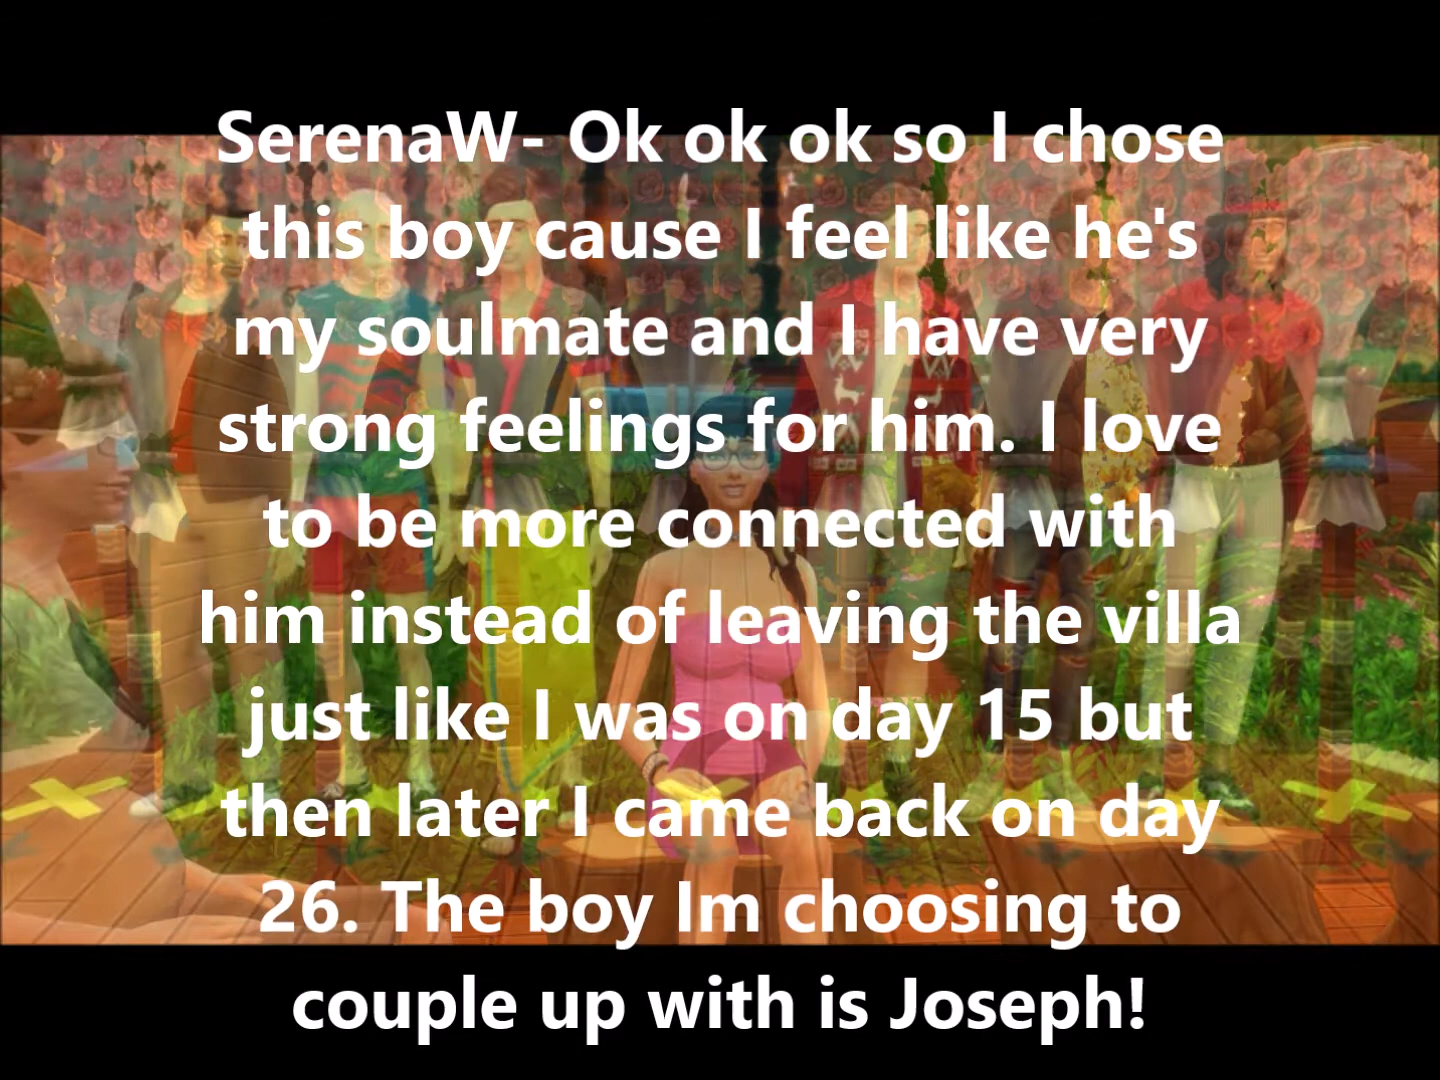 SerenaW- Ok ok ok so I chose
this boy cause I feel like he's
my soulmate and I have very
strong feelings for him. I love
to be more connected with
him instead of leaving the villa
just like I was on day 15 but
then later I came back on day
26. The boy Im choosing to
couple up with is Joseph!